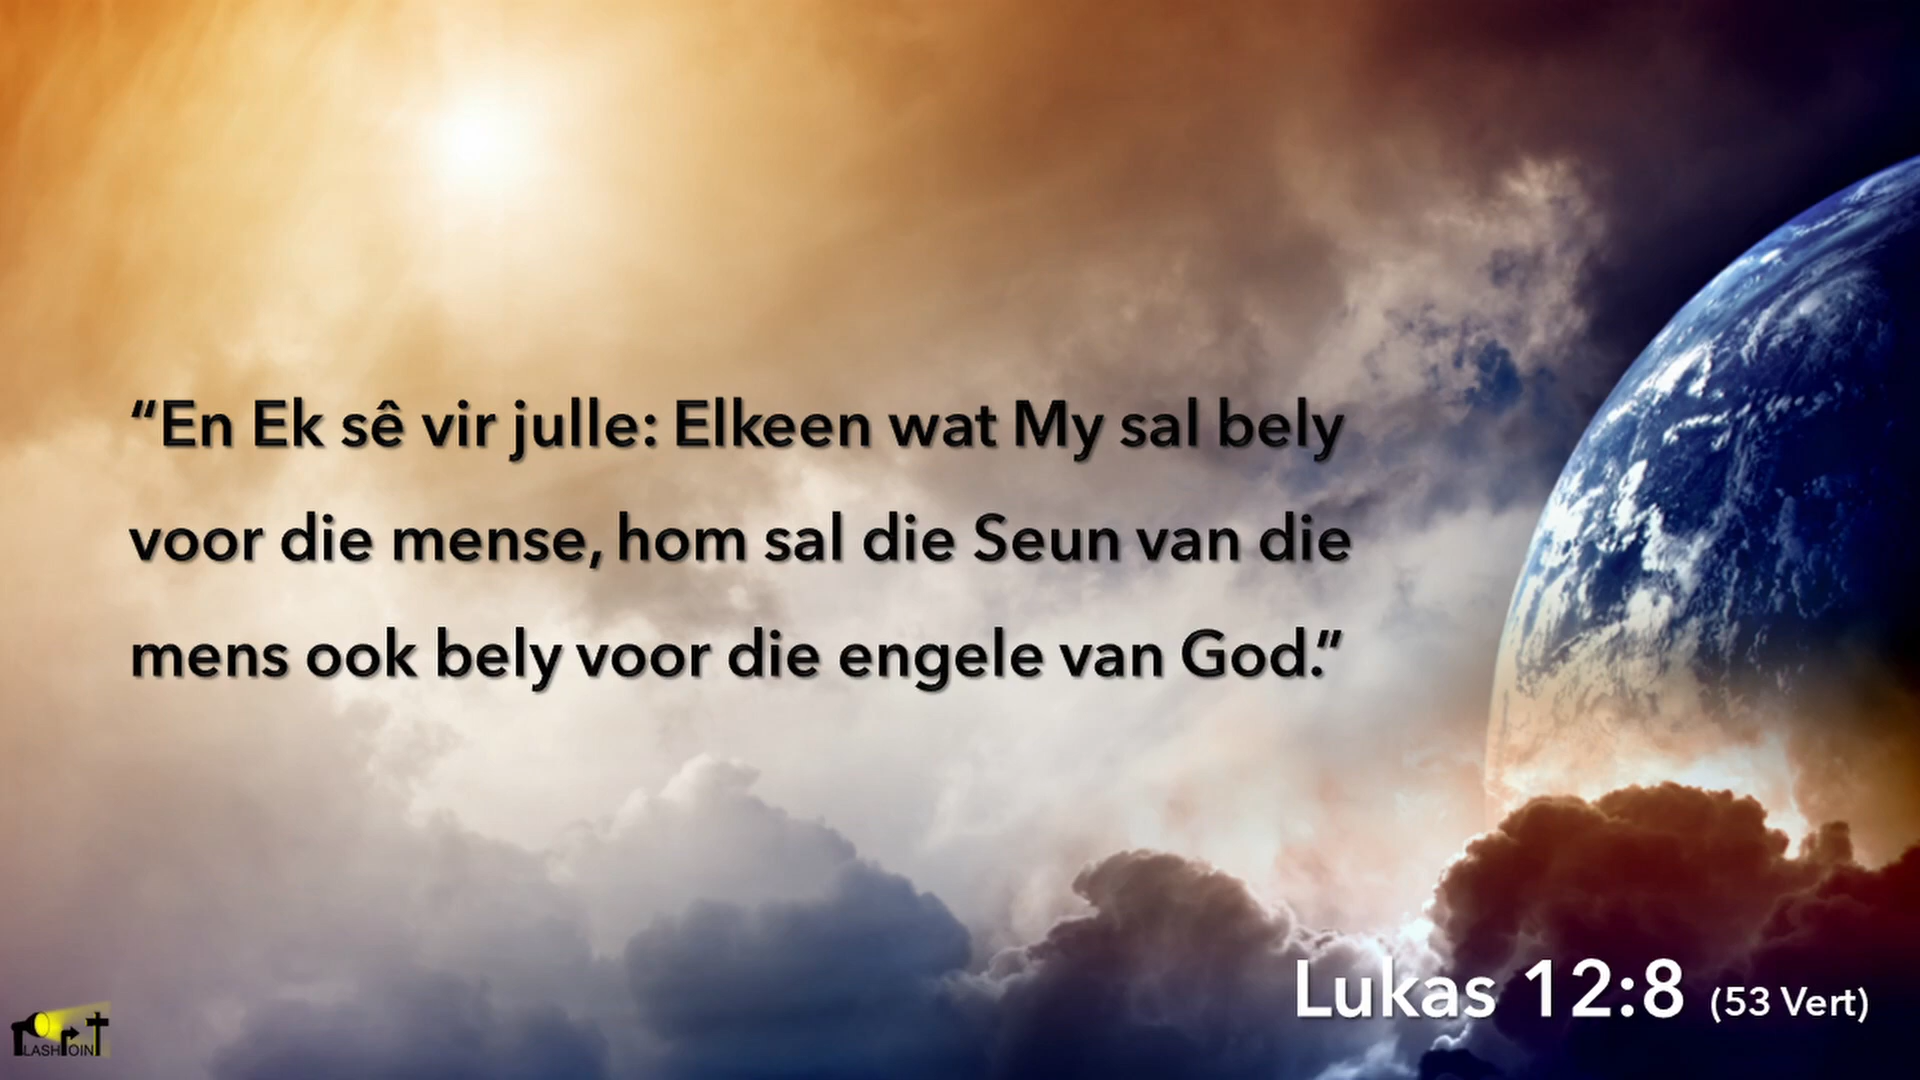 “En Ek sê vir julle: Elkeen wat My sal bely
voor die mense, hom sal die Seun van die
mens ook bely voor die engele van God.”
Lukas 12:8 (53 Vert)